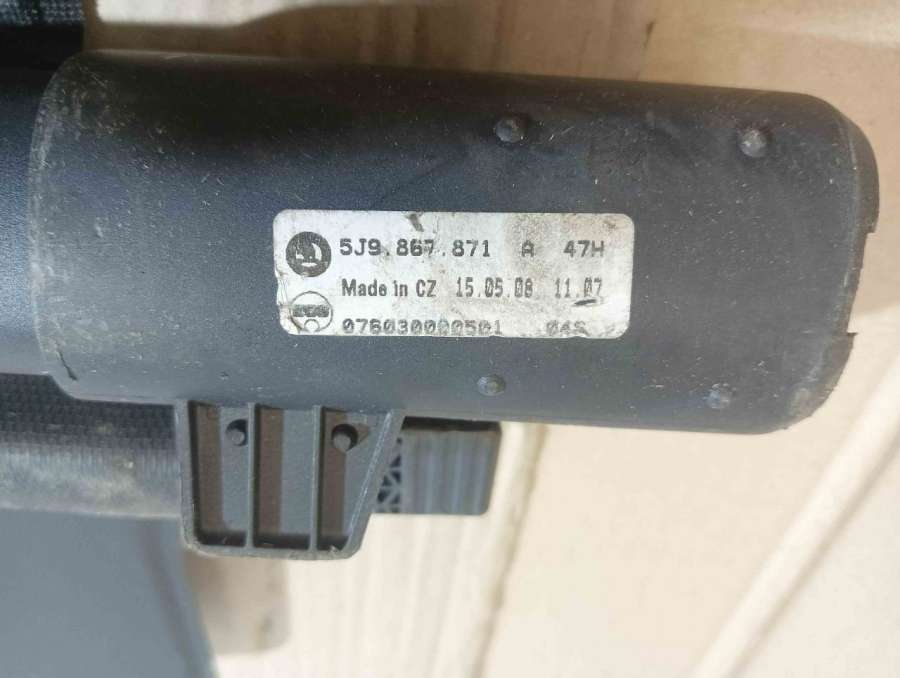 5J9.867.871 A 47H
Made in CZ 15.05.08 11.07
076030000501 04S